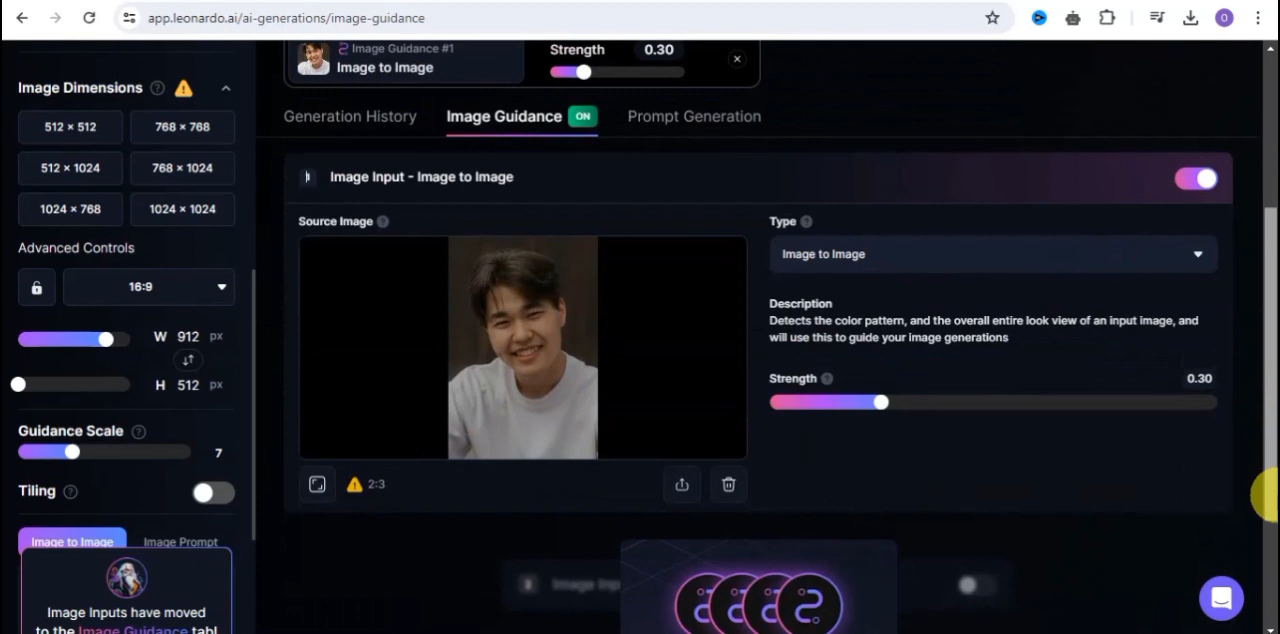 app.leonardo.ai/ai-generations/image-guidance
O
Image Guidance #1
Image to Image
Strength
0.30
Image Dimensions
512 × 512
768 × 768
512 × 1024
768 × 1024
1024 × 768
1024 × 1024
Advanced Controls
16:9
W 912 px
H 512 px
Guidance Scale
7
Tiling
Image to Image
Image Prompt
Image Inputs have moved
to the Image Guidance tab!
Generation History
Image Guidance ON
Prompt Generation
Image Input - Image to Image
Source Image
2:3
Type
Image to Image
Description
Detects the color pattern, and the overall entire look view of an input image, and
will use this to guide your image generations
Strength
0.30
Image